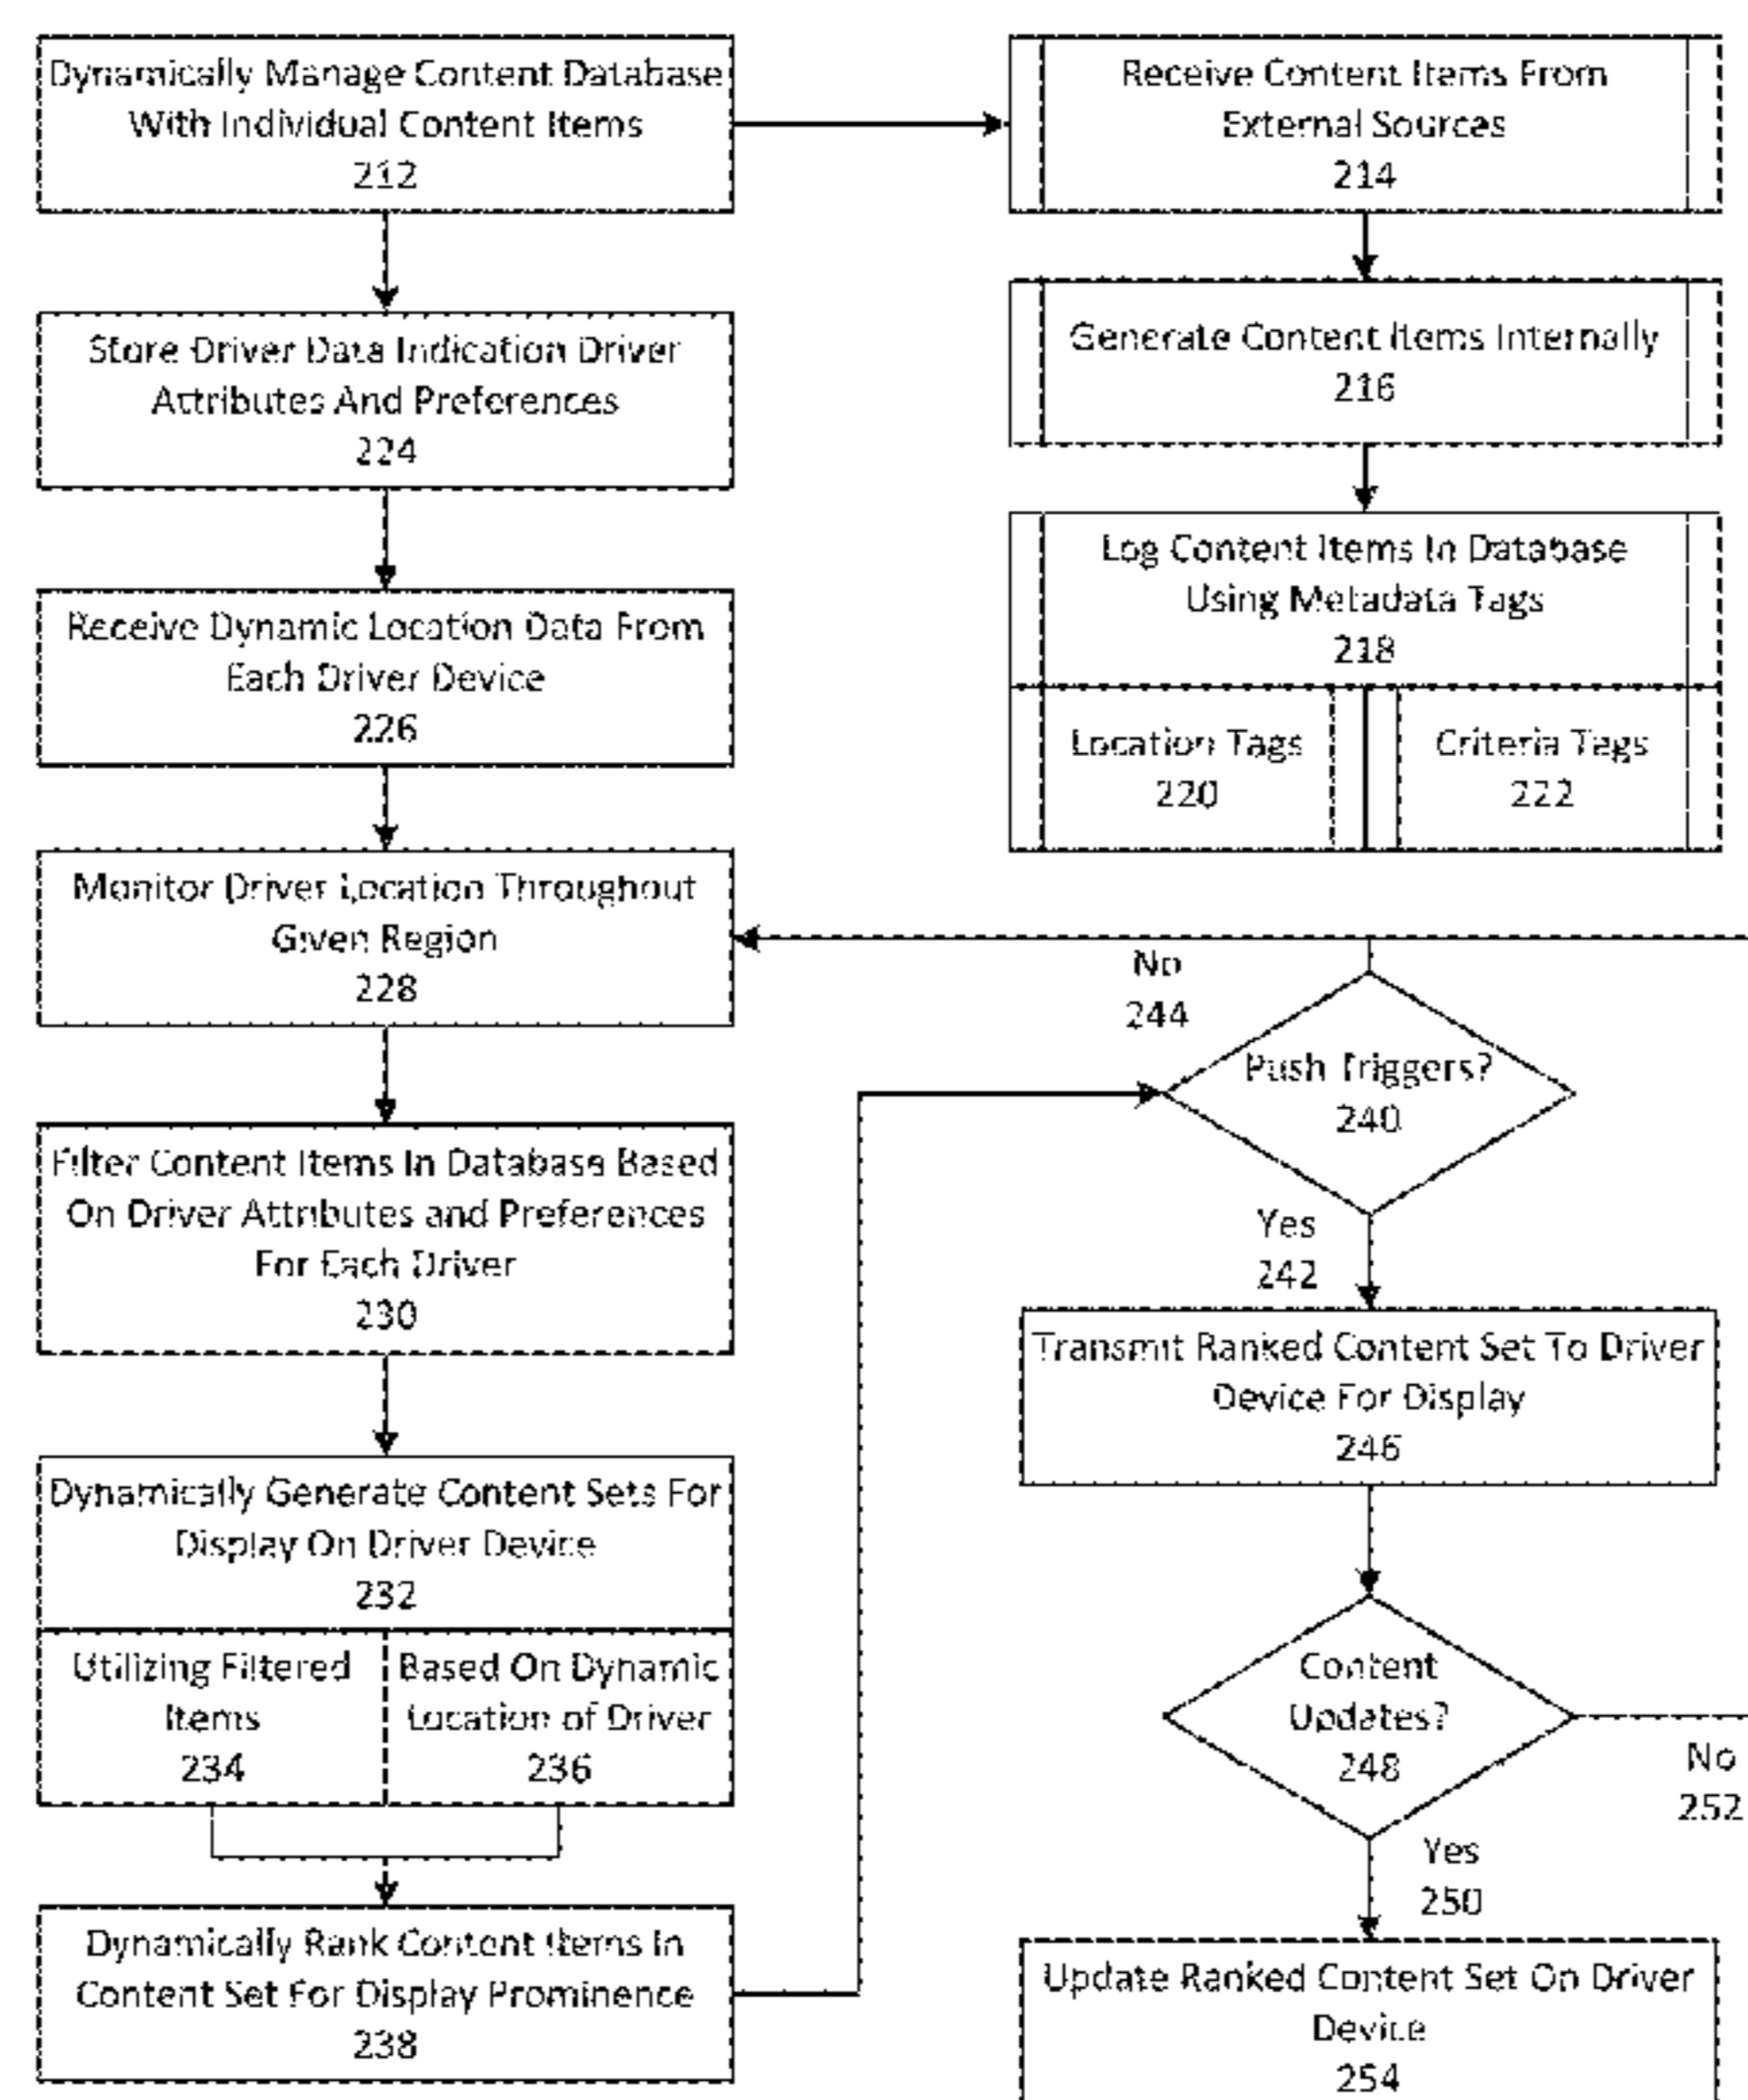 Dynamically Manage Content Database
With Individual Content Items
212
Store Driver Data Indication Driver
Attributes And Preferences
224
Receive Dynamic Location Data From
Each Driver Device
226
Monitor Driver Location Throughout
Given Region
228
Filter Content Items In Database Based
On Driver Attributes and Preferences
For Each Driver
230
Dynamically Generate Content Sets For
Display On Driver Device
232
Utilizing Filtered
Items
234
Based On Dynamic
Location of Driver
236
Dynamically Rank Content Items In
Content Set For Display Prominence
238
Receive Content Items From
External Sources
214
Generate Content Items Internally
216
Log Content Items In Database
Using Metadata Tags
218
Location Tags
220
Criteria Tags
222
No
244
Push Triggers?
240
Yes
242
Transmit Ranked Content Set To Driver
Device For Display
246
Content
Updates?
248
No
252
Yes
250
Update Ranked Content Set On Driver
Device
254